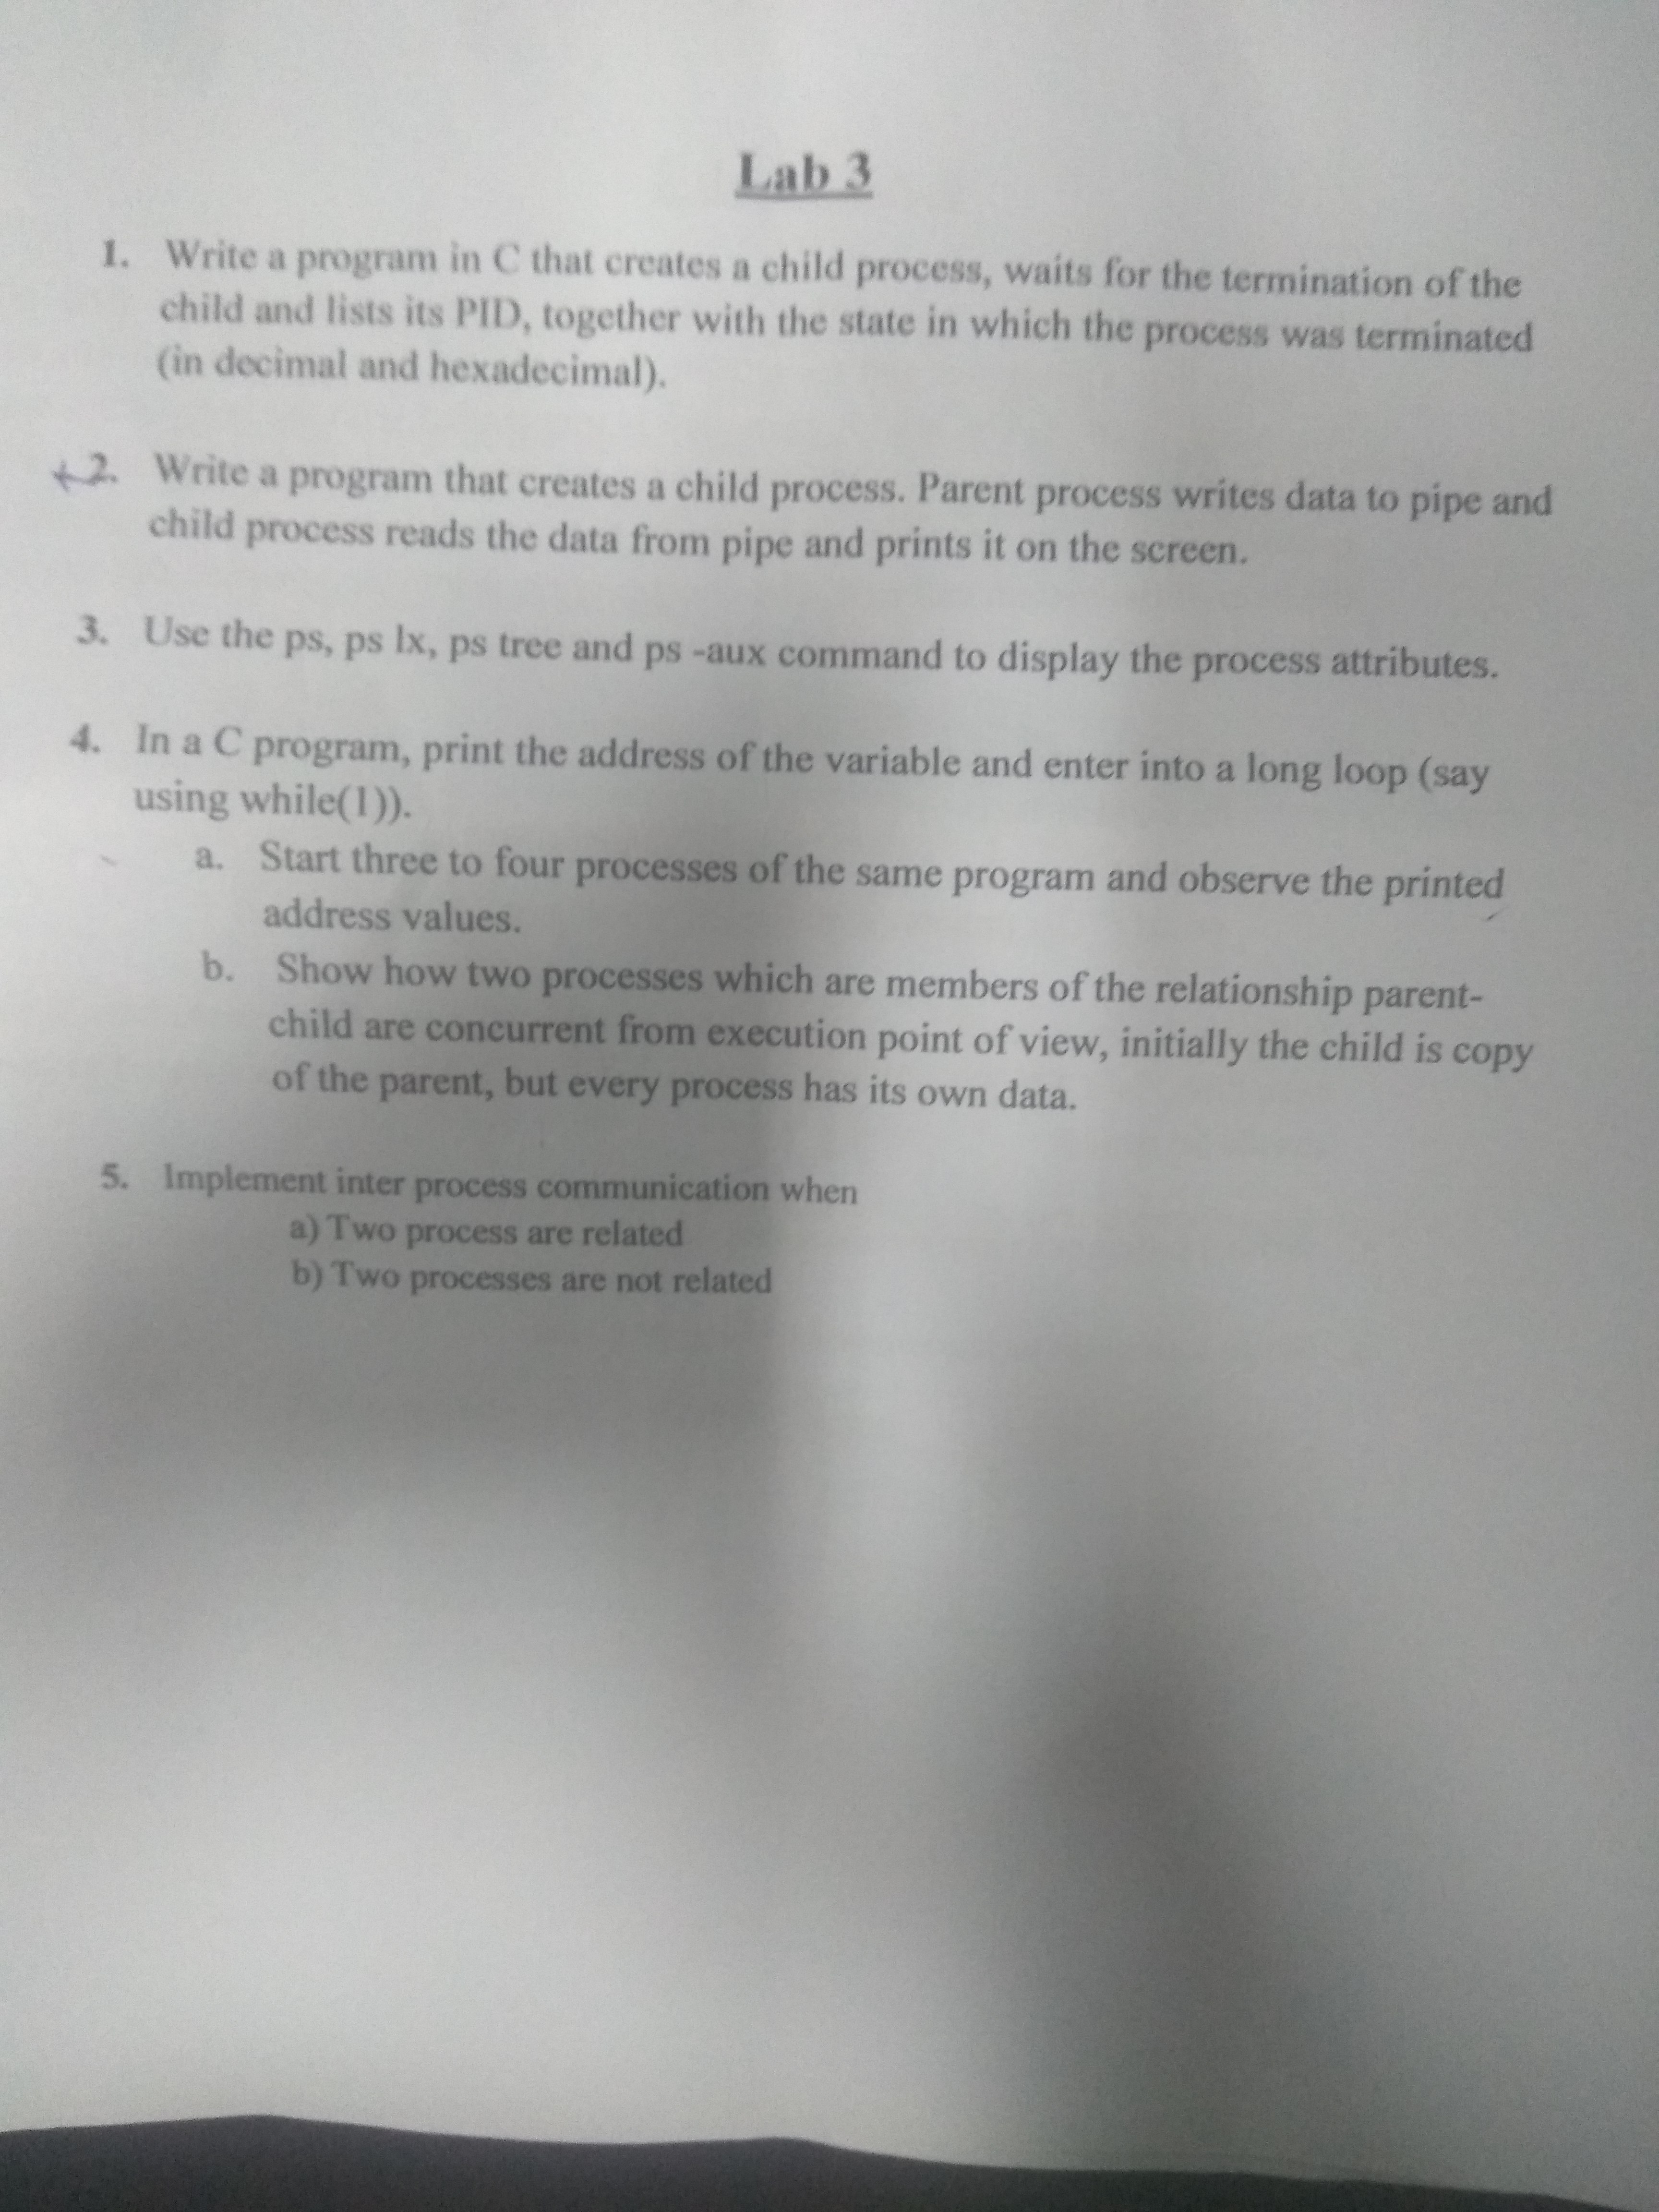 Lab 3
1. Write a program in C that creates a child process, waits for the termination of the
child and lists its PID, together with the state in which the process was terminated
(in decimal and hexadecimal).
2. Write a program that creates a child process. Parent process writes data to pipe and
child process reads the data from pipe and prints it on the screen.
3. Use the ps, ps lx, ps tree and ps -aux command to display the process attributes.
4. In a C program, print the address of the variable and enter into a long loop (say
using while(1)).
a. Start three to four processes of the same program and observe the printed
address values.
b. Show how two processes which are members of the relationship parent-
child are concurrent from execution point of view, initially the child is copy
of the parent, but every process has its own data.
5. Implement inter process communication when
a) Two process are related
b) Two processes are not related